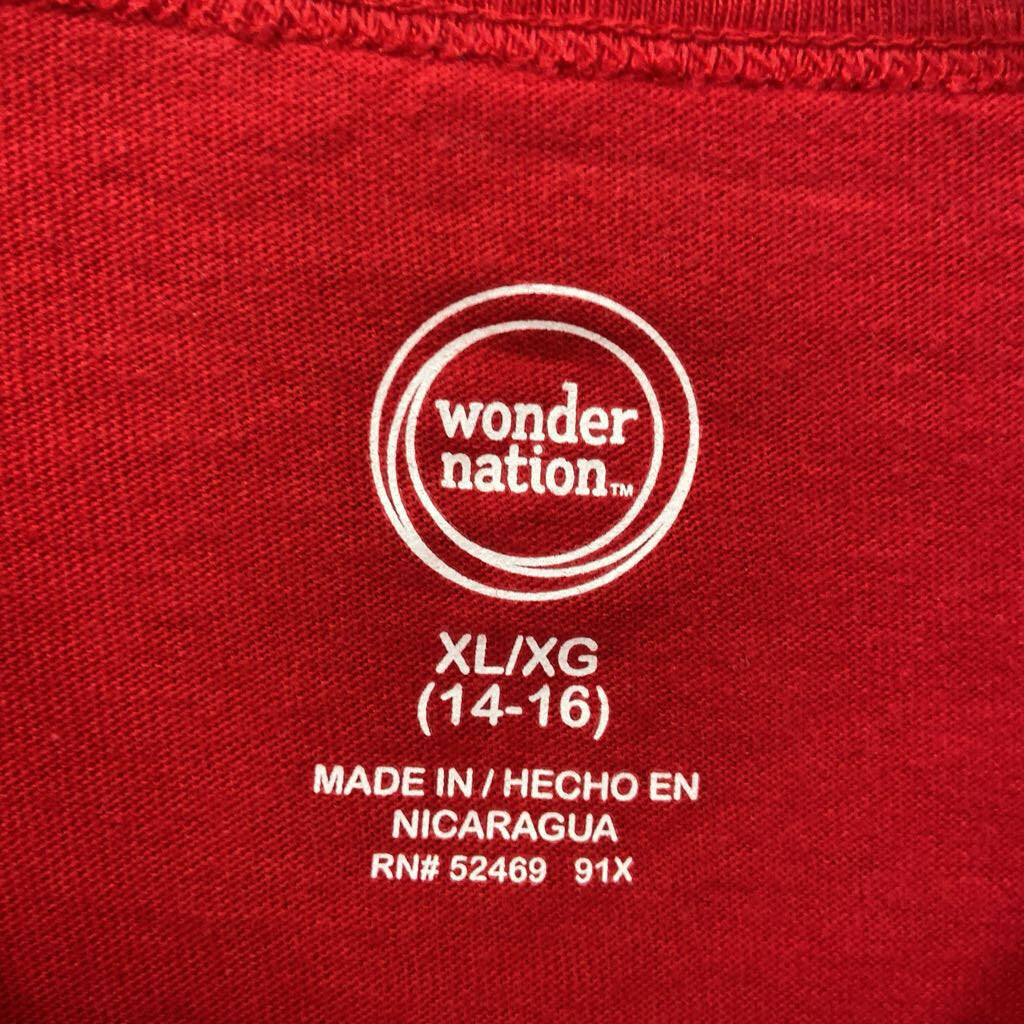 wonder
nation™
XL/XG
(14-16)
MADE IN / HECHO EN
NICARAGUA
RN# 52469 91X